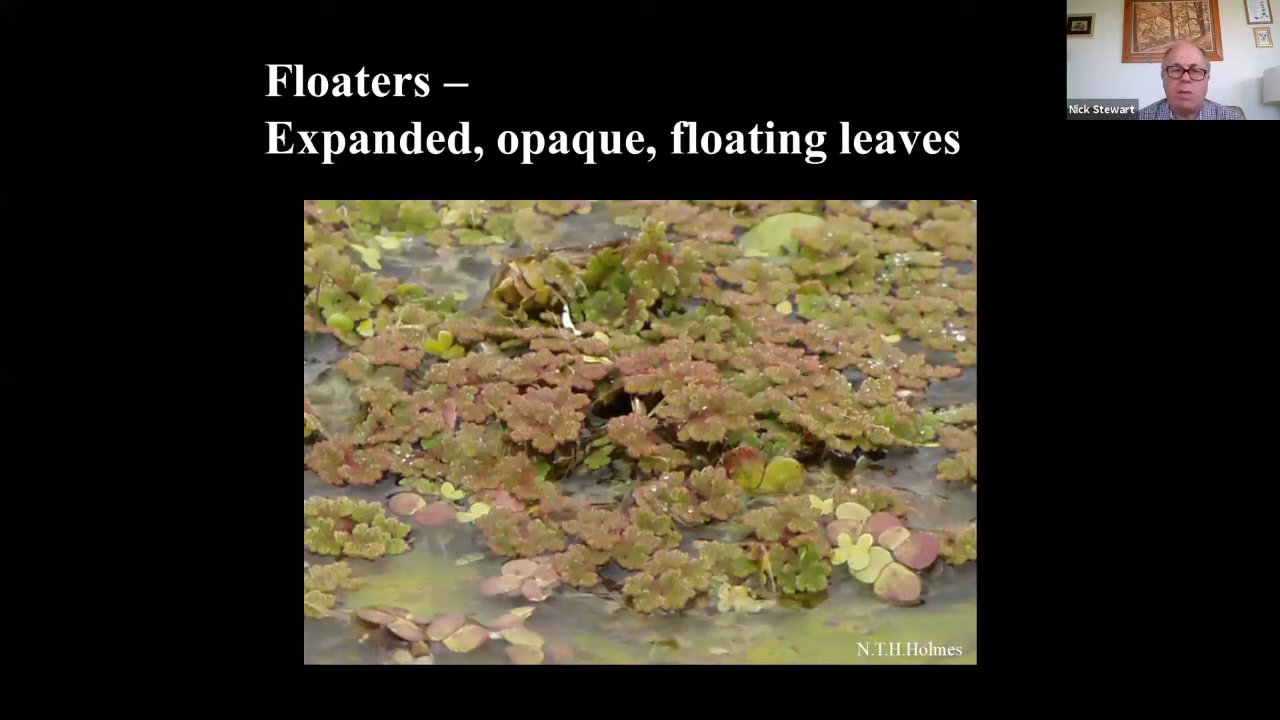 Floaters –
Expanded, opaque, floating leaves
Nick Stewart
N.T.H.Holmes